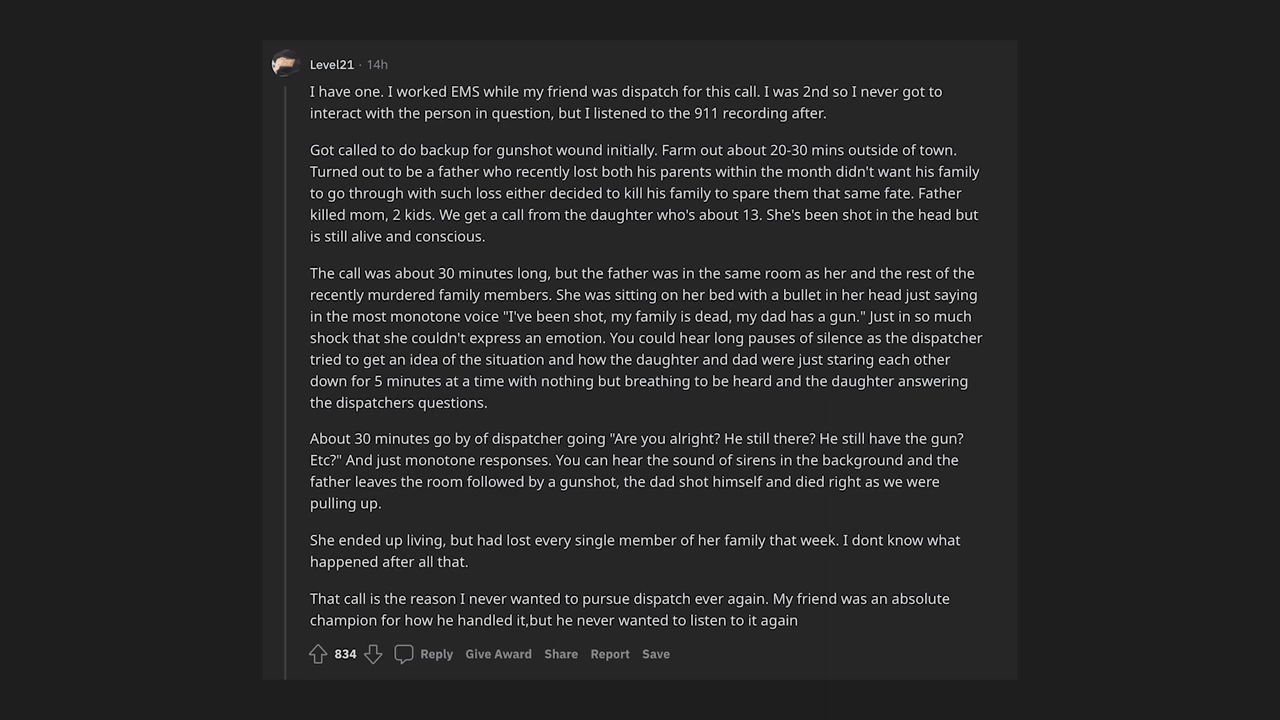 Level21 · 14h
I have one. I worked EMS while my friend was dispatch for this call. I was 2nd so I never got to
interact with the person in question, but I listened to the 911 recording after.
Got called to do backup for gunshot wound initially. Farm out about 20-30 mins outside of town.
Turned out to be a father who recently lost both his parents within the month didn't want his family
to go through with such loss either decided to kill his family to spare them that same fate. Father
killed mom, 2 kids. We get a call from the daughter who's about 13. She's been shot in the head but
is still alive and conscious.
The call was about 30 minutes long, but the father was in the same room as her and the rest of the
recently murdered family members. She was sitting on her bed with a bullet in her head just saying
in the most monotone voice "I've been shot, my family is dead, my dad has a gun." Just in so much
shock that she couldn't express an emotion. You could hear long pauses of silence as the dispatcher
tried to get an idea of the situation and how the daughter and dad were just staring each other
down for 5 minutes at a time with nothing but breathing to be heard and the daughter answering
the dispatchers questions.
About 30 minutes go by of dispatcher going "Are you alright? He still there? He still have the gun?
Etc?" And just monotone responses. You can hear the sound of sirens in the background and the
father leaves the room followed by a gunshot, the dad shot himself and died right as we were
pulling up.
She ended up living, but had lost every single member of her family that week. I dont know what
happened after all that.
That call is the reason I never wanted to pursue dispatch ever again. My friend was an absolute
champion for how he handled it,but he never wanted to listen to it again
834 Reply Give Award Share Report Save